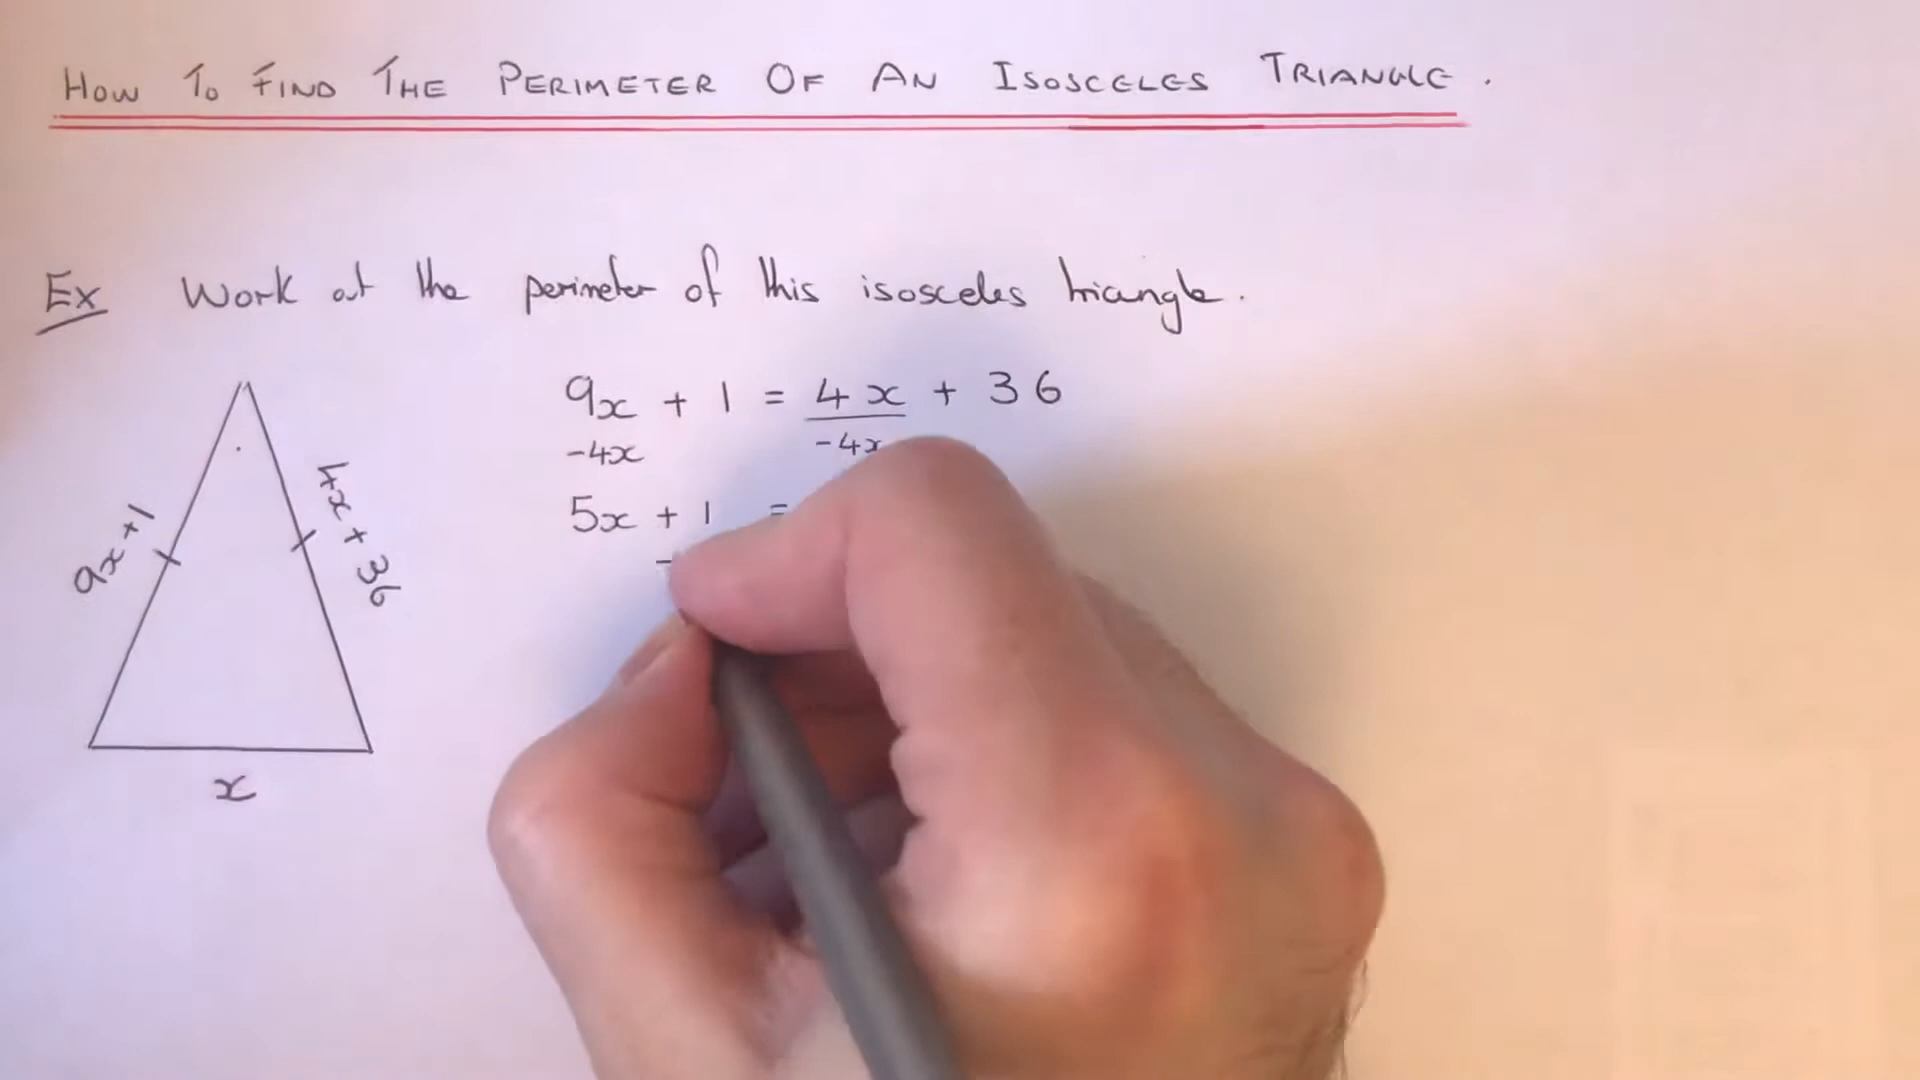 HOW TO FIND THE PERIMETER OF AN ISOSCELES TRIANGLE.
Ex Work out the perimeter of this isosceles triangle.
9x + 1 = 4x + 36
-4x -4x
5x + 1 =
-
9x + 1
4x + 36
x